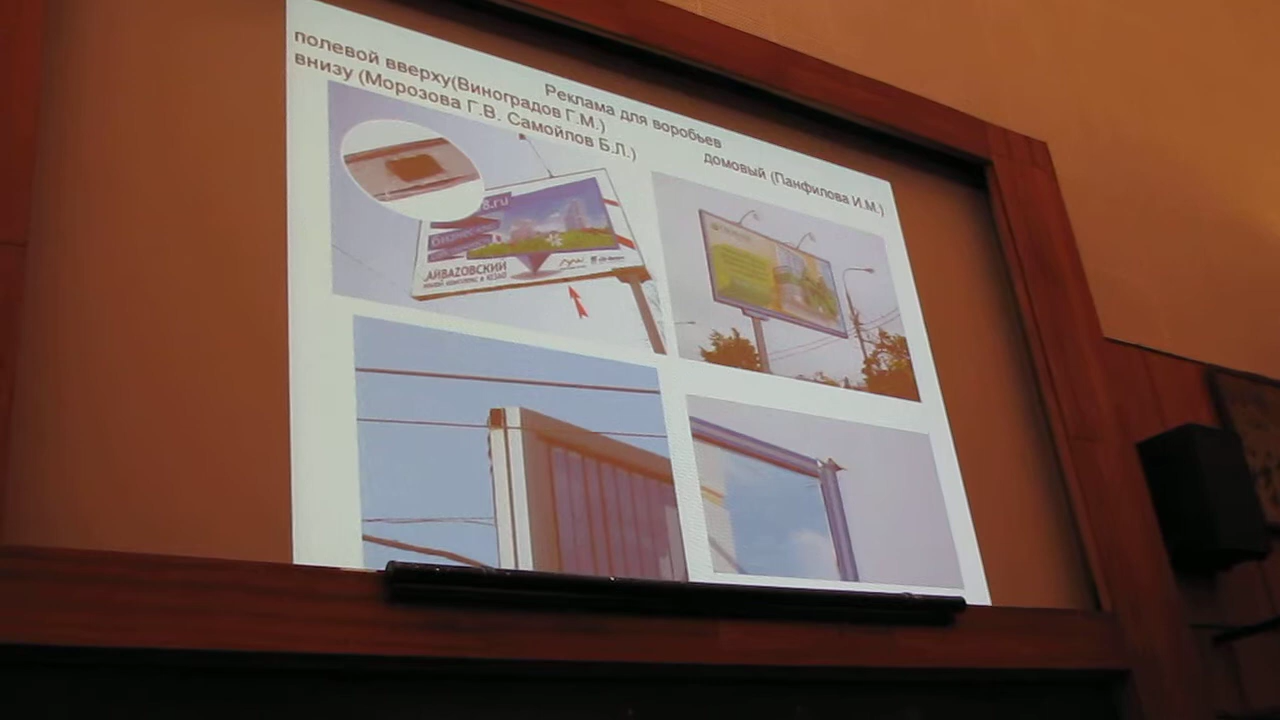 Реклама для воробьев
полевой вверху(Виноградов Г.М.)
внизу (Морозова Г.В. Самойлов Б.Л.)
домовый (Панфилова И.М.)
8.ru
АЙВАZОВСКИЙ